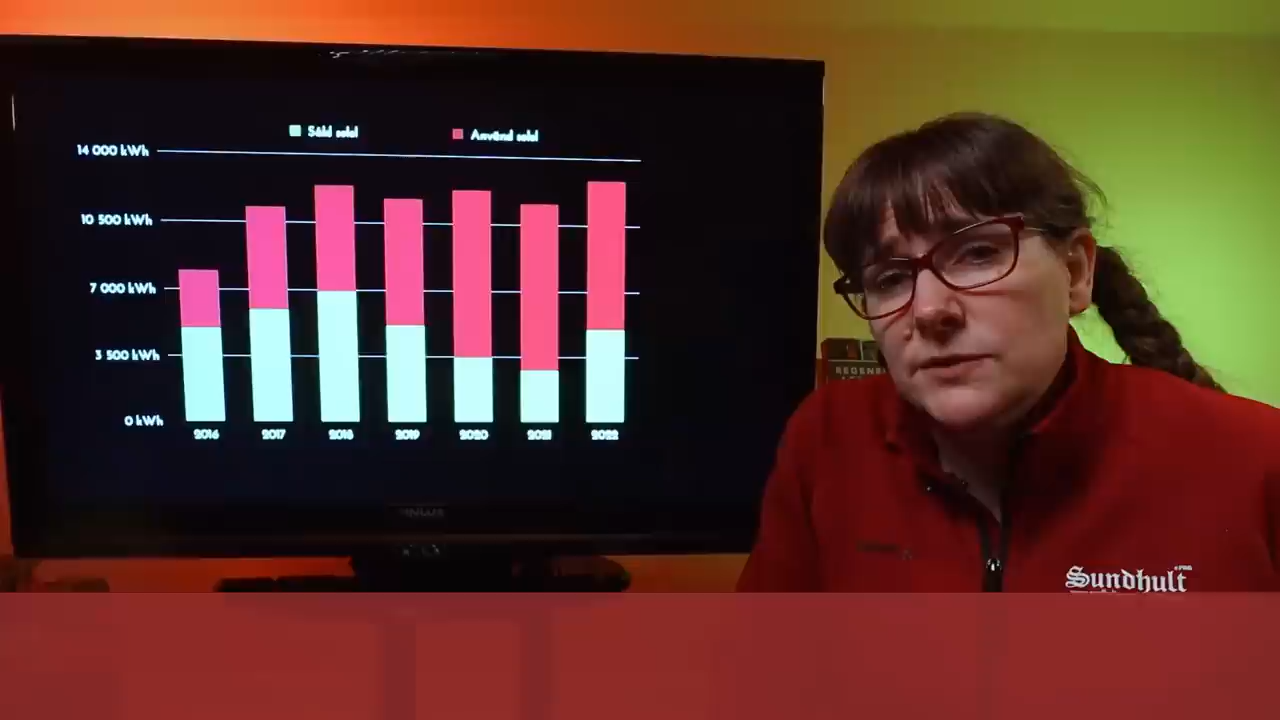 Såld solel
Använd solel
14 000 kWh
10 500 kWh
7 000 kWh
3 500 kWh
0 kWh
2016
2017
2018
2019
2020
2021
2022
Sundhult